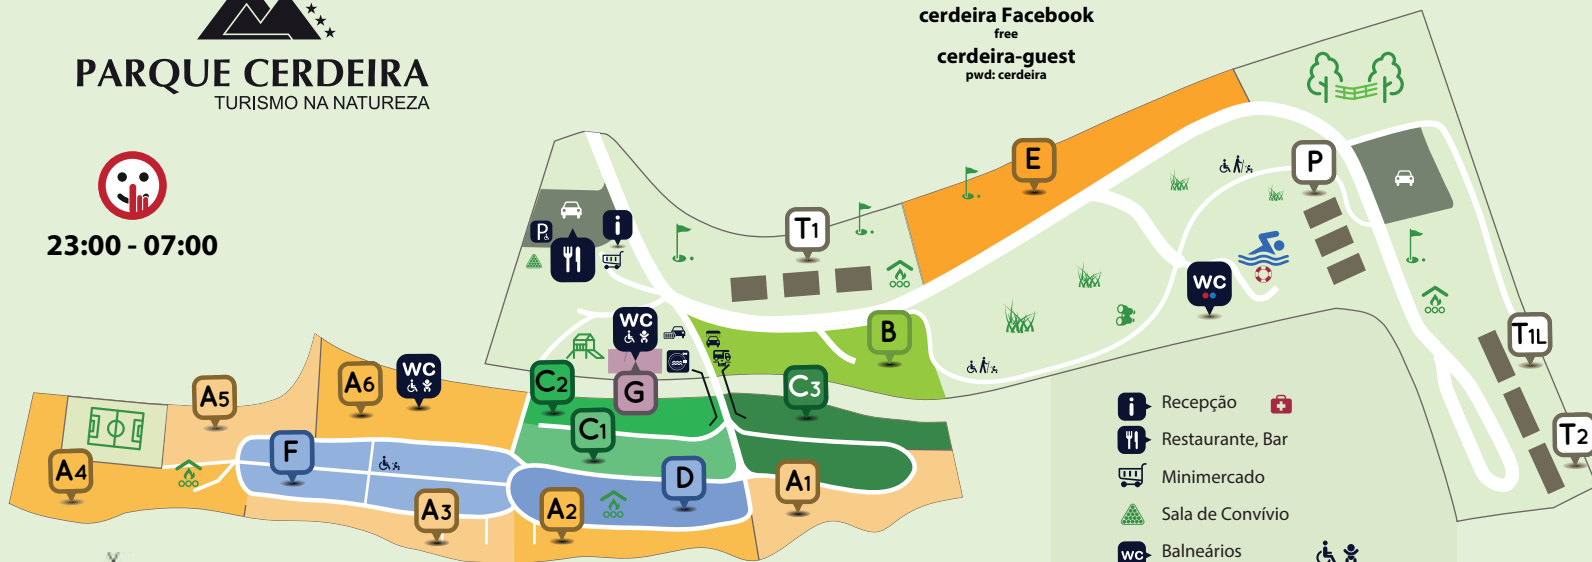 PARQUE CERDEIRA
TURISMO NA NATUREZA
23:00 - 07:00
cerdeira Facebook
free
cerdeira-guest
pwd: cerdeira
E
P
T1
P
i
WC
WC
B
T1L
T2
C2
G
C3
C1
A6
WC
A5
F
A4
A3
A2
D
A1
i Recepção
Restaurante, Bar
Minimercado
Sala de Convívio
WC Balneários